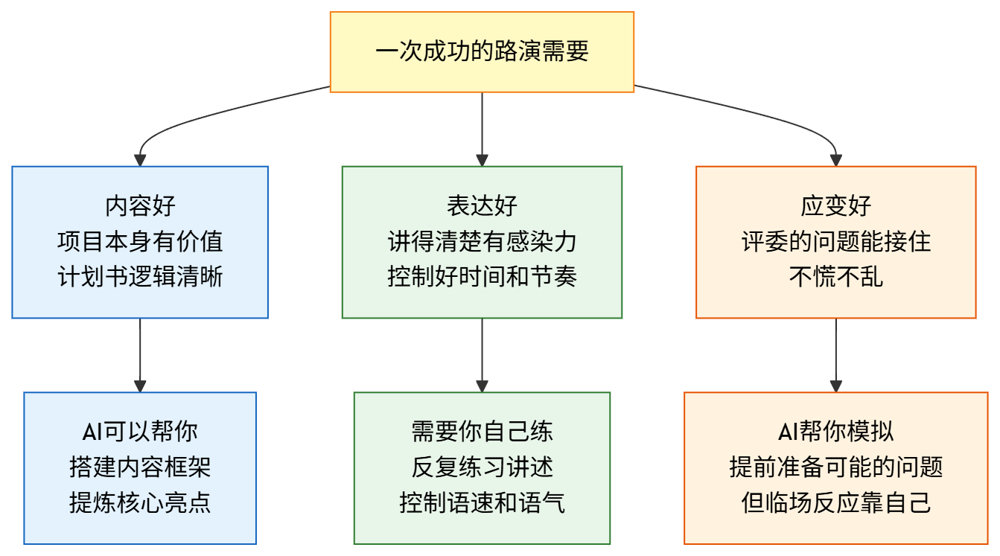 一次成功的路演需要
内容好
项目本身有价值
计划书逻辑清晰
表达好
讲得清楚有感染力
控制好时间和节奏
应变好
评委的问题能接住
不慌不乱
AI可以帮你
搭建内容框架
提炼核心亮点
需要你自己练
反复练习讲述
控制语速和语气
AI帮你模拟
提前准备可能的问题
但临场反应靠自己